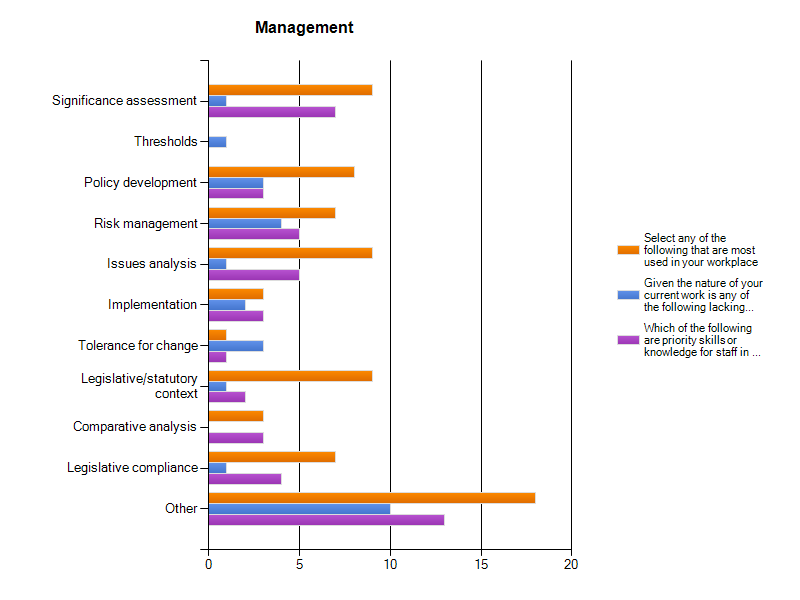 Management
Significance assessment
Thresholds
Policy development
Risk management
Issues analysis
Implementation
Tolerance for change
Legislative/statutory
context
Comparative analysis
Legislative compliance
Other
0 5 10 15 20
Select any of the
following that are most
used in your workplace
Given the nature of your
current work is any of
the following lacking...
Which of the following
are priority skills or
knowledge for staff in ...